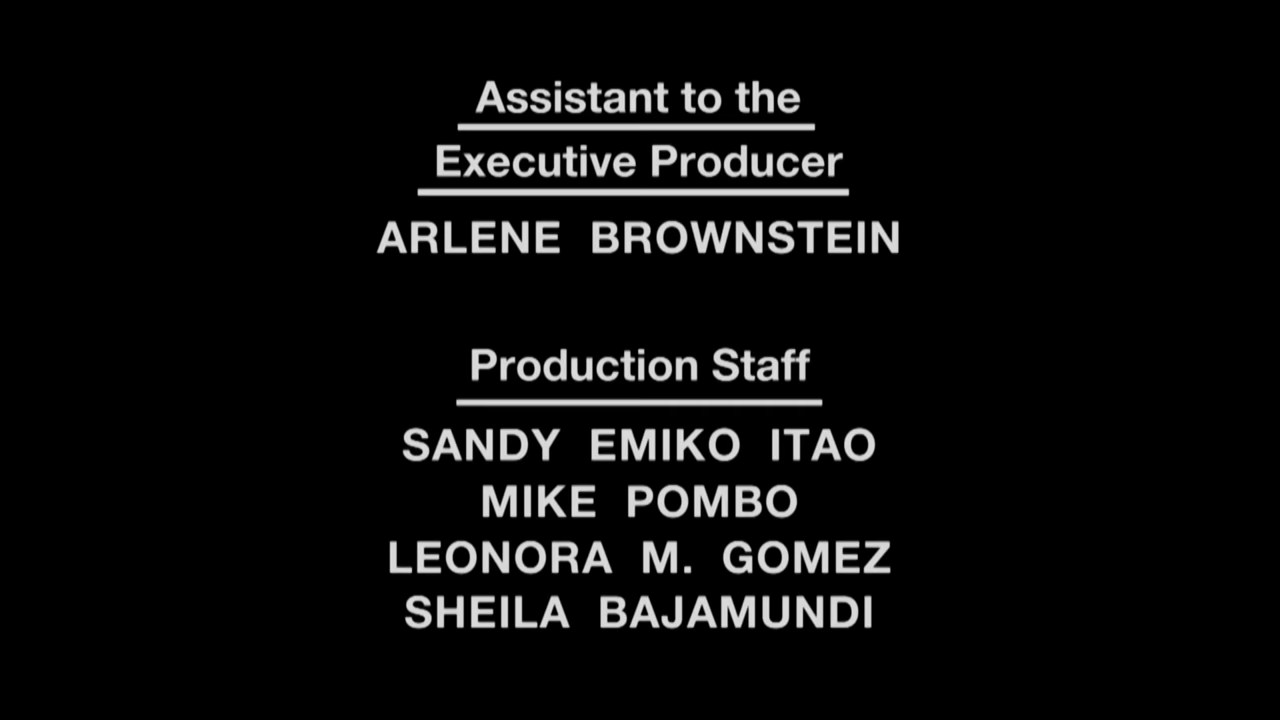 Assistant to the
Executive Producer
ARLENE BROWNSTEIN
Production Staff
SANDY EMIKO ITAO
MIKE POMBO
LEONORA M. GOMEZ
SHEILA BAJAMUNDI